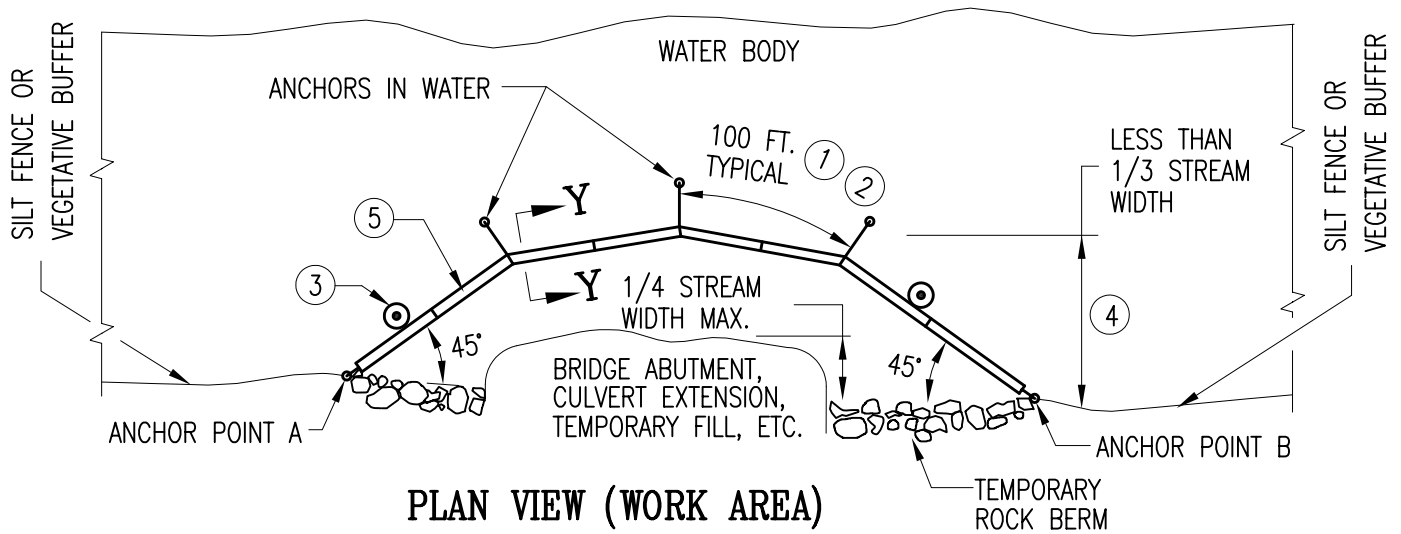 SILT FENCE OR
VEGETATIVE BUFFER
WATER BODY
ANCHORS IN WATER
100 FT.
TYPICAL
1
2
LESS THAN
1/3 STREAM
WIDTH
SILT FENCE OR
VEGETATIVE BUFFER
5
Y
3
Y
1/4 STREAM
WIDTH MAX.
4
45°
BRIDGE ABUTMENT,
CULVERT EXTENSION,
TEMPORARY FILL, ETC.
45°
ANCHOR POINT A
ANCHOR POINT B
PLAN VIEW (WORK AREA)
TEMPORARY
ROCK BERM